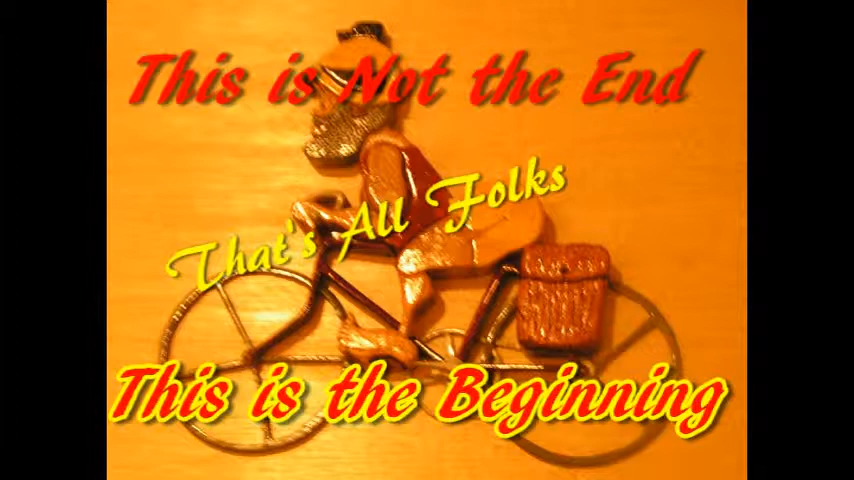 This is Not the End
That's All Folks
This is the Beginning